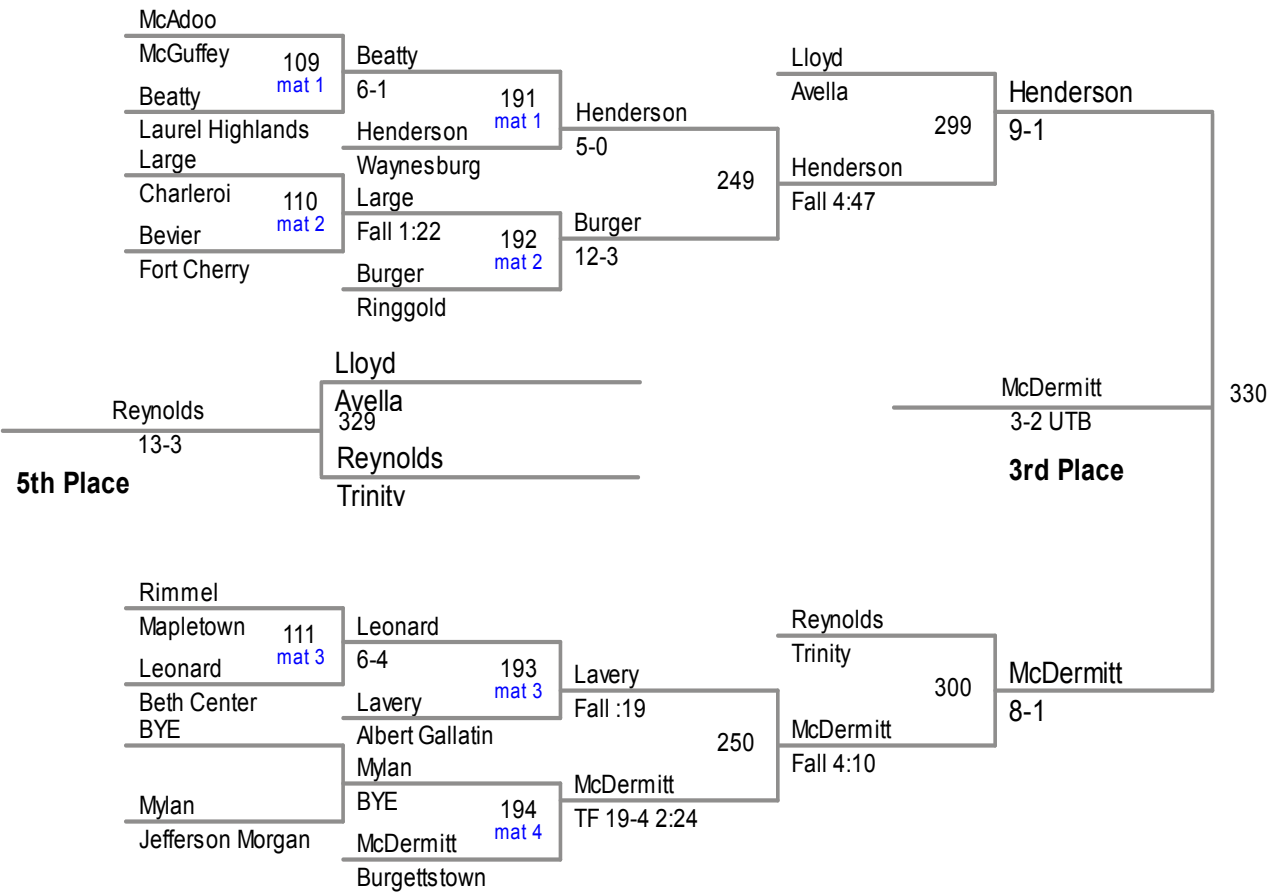 McAdoo
McGuffey
109
mat 1
Beatty
Laurel Highlands
Beatty
6-1
191
mat 1
Henderson
Waynesburg
Large
Charleroi
110
mat 2
Bevier
Fort Cherry
Large
Fall 1:22
192
mat 2
Burger
Ringgold
Henderson
5-0
249
Burger
12-3
Lloyd
Avella
299
Henderson
Fall 4:47
Henderson
9-1
Lloyd
Avella
329
Reynolds
Trinity
Reynolds
13-3
5th Place
McDermitt
3-2 UTB
3rd Place
330
Rimmel
Mapletown
111
mat 3
Leonard
Beth Center
BYE
Mylan
Jefferson Morgan
Leonard
6-4
193
mat 3
Lavery
Albert Gallatin
Mylan
BYE
194
mat 4
McDermitt
Burgettstown
Lavery
Fall :19
250
McDermitt
TF 19-4 2:24
Reynolds
Trinity
300
McDermitt
Fall 4:10
McDermitt
8-1